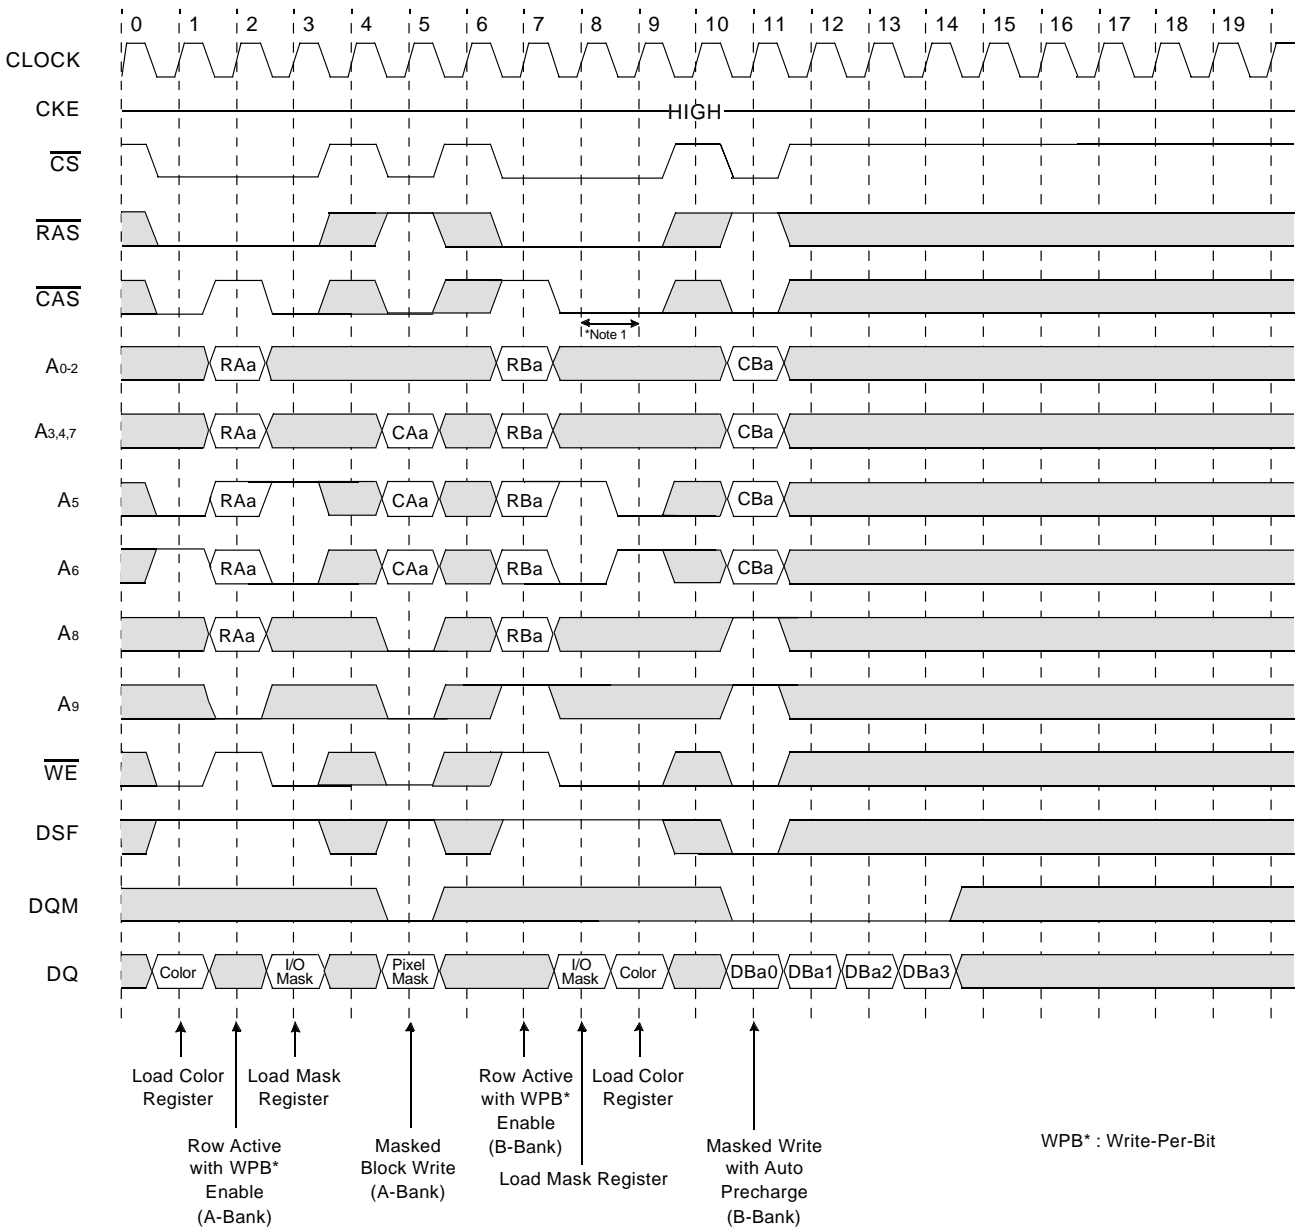 0 1 2 3 4 5 6 7 8 9 10 11 12 13 14 15 16 17 18 19
CLOCK
CKE HIGH
CS
RAS
CAS
*Note 1
A0-2 RAa RBa CBa
A3,4,7 RAa CAa RBa CBa
A5 RAa CAa RBa CBa
A6 RAa CAa RBa CBa
A8 RAa RBa
A9
WE
DSF
DQM
DQ Color I/O Mask Pixel Mask I/O Mask Color DBa0 DBa1 DBa2 DBa3
Load Color
Register
Load Mask
Register
Row Active
with WPB*
Enable
(B-Bank)
Load Color
Register
Row Active
with WPB*
Enable
(A-Bank)
Masked
Block Write
(A-Bank)
Load Mask Register
Masked Write
with Auto
Precharge
(B-Bank)
WPB* : Write-Per-Bit